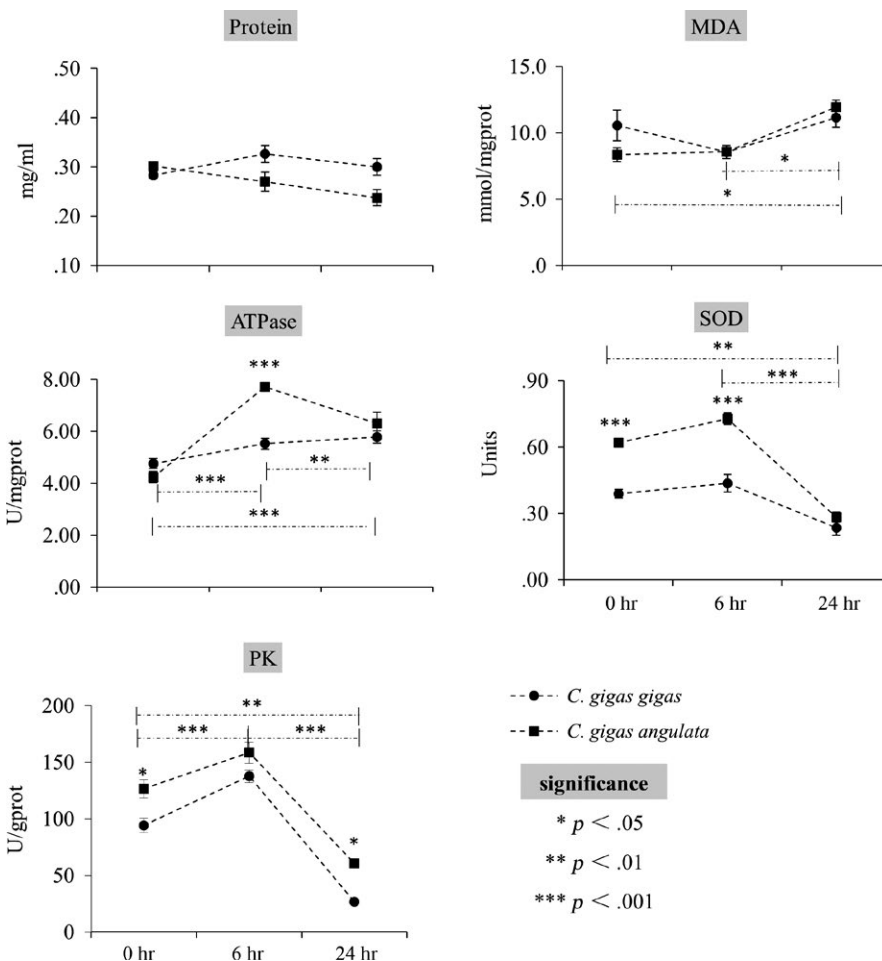 Protein
.50
.40
.30
.20
.10
mg/ml
MDA
15.0
10.0
5.0
.0
mmol/mgprot
*
*
ATPase
8.00
6.00
4.00
2.00
.00
U/mgprot
***
***
**
***
SOD
.90
.60
.30
.00
Units
**
***
***
***
0 hr 6 hr 24 hr
PK
200
150
100
50
0
U/gprot
**
*** ***
*
*
0 hr 6 hr 24 hr
C. gigas gigas
C. gigas angulata
significance
* p < .05
** p < .01
*** p < .001